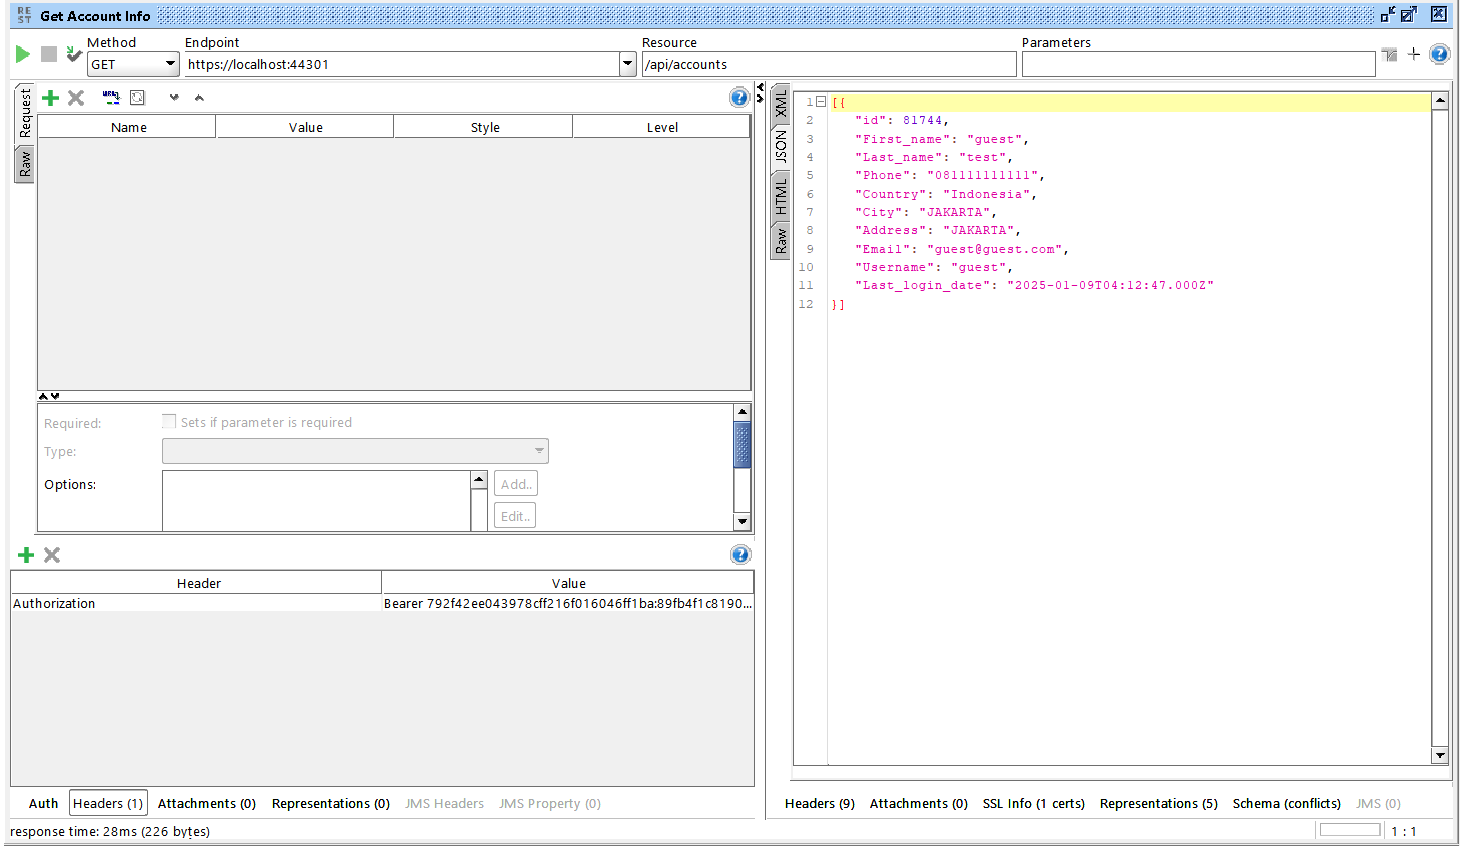 RE
ST
Get Account Info
Method
Endpoint
Resource
Parameters
GET
https://localhost:44301
/api/accounts
Request
Raw
Name
Value
Style
Level
Required:
Sets if parameter is required
Type:
Options:
Add..
Edit..
Header
Value
Authorization
Bearer 792f42ee043978cff216f016046ff1ba:89fb4f1c8190...
Auth
Headers (1)
Attachments (0)
Representations (0)
JMS Headers
JMS Property (0)
response time: 28ms (226 bytes)
XML
JSON
HTML
Raw
1 [{
2 "id": 81744,
3 "First_name": "guest",
4 "Last_name": "test",
5 "Phone": "081111111111",
6 "Country": "Indonesia",
7 "City": "JAKARTA",
8 "Address": "JAKARTA",
9 "Email": "guest@guest.com",
10 "Username": "guest",
11 "Last_login_date": "2025-01-09T04:12:47.000Z"
12 }]
Headers (9)
Attachments (0)
SSL Info (1 certs)
Representations (5)
Schema (conflicts)
JMS (0)
1 : 1